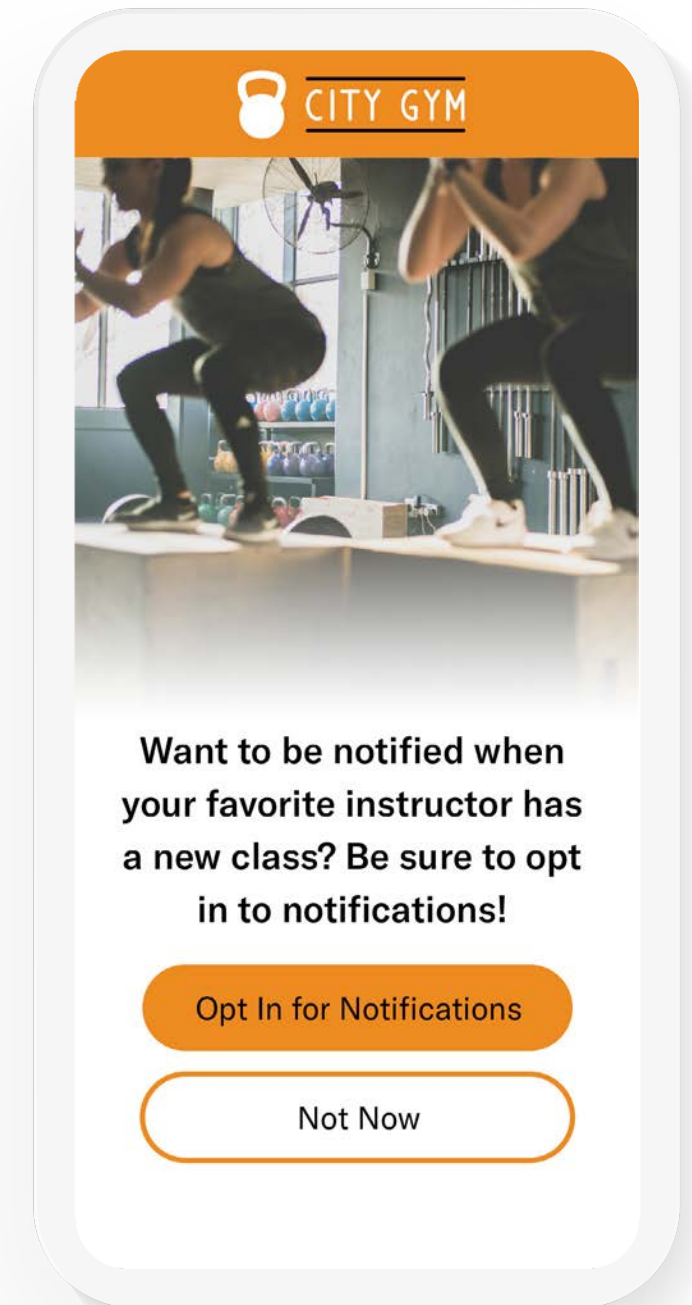 CITY GYM
Want to be notified when
your favorite instructor has
a new class? Be sure to opt
in to notifications!
Opt In for Notifications
Not Now